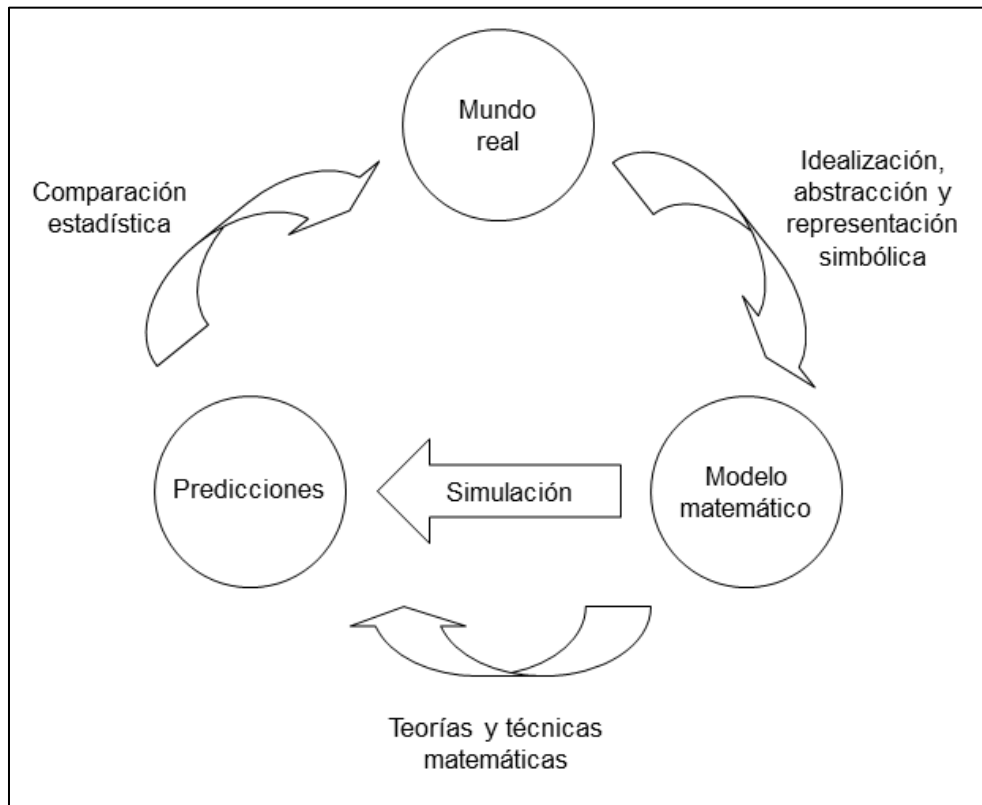 Mundo
real
Comparación
estadística
Idealización,
abstracción y
representación
simbólica
Predicciones
Simulación
Modelo
matemático
Teorías y técnicas
matemáticas